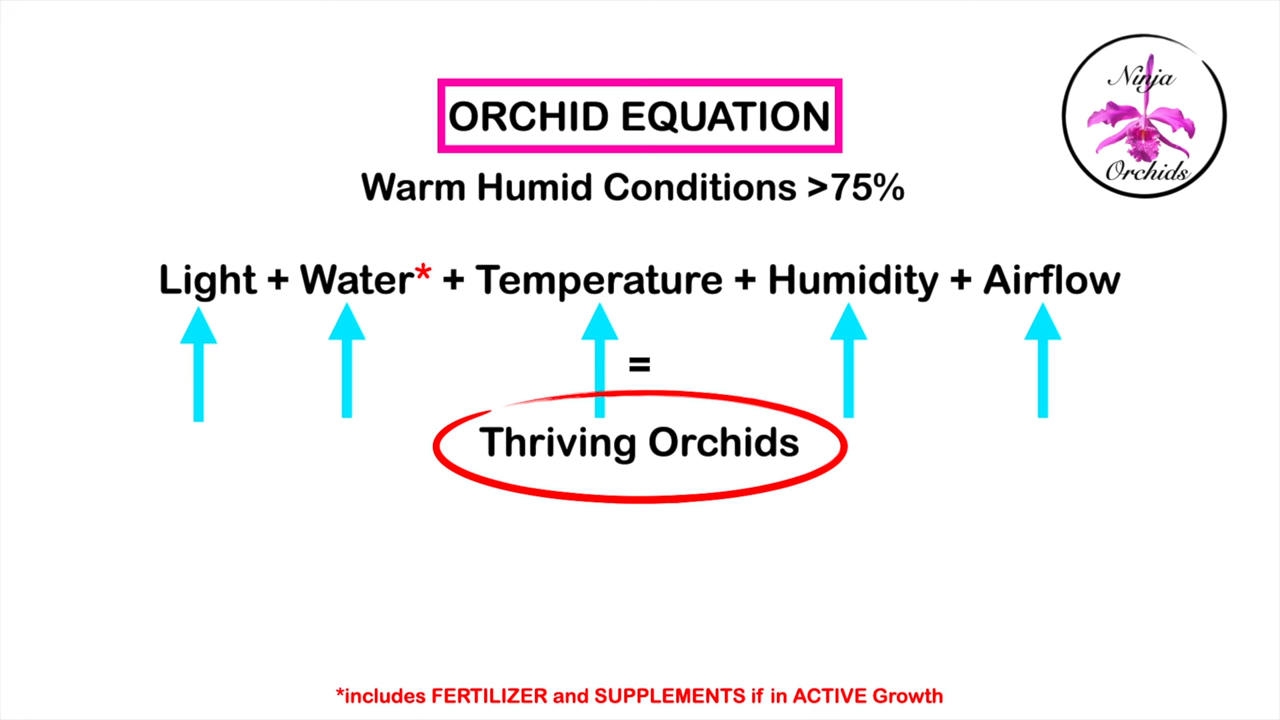 Ninja
Orchids
ORCHID EQUATION
Warm Humid Conditions >75%
Light + Water* + Temperature + Humidity + Airflow
=
Thriving Orchids
*includes FERTILIZER and SUPPLEMENTS if in ACTIVE Growth